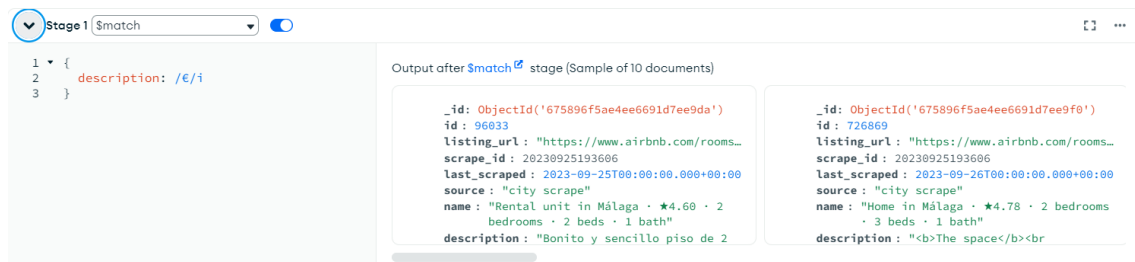 Stage 1 $match
1 {
2 description: /€/i
3 }
Output after $match stage (Sample of 10 documents)
_id: ObjectId('675896f5ae4ee6691d7ee9da')
id : 96033
listing_url : "https://www.airbnb.com/rooms…
scrape_id : 20230925193606
last_scraped : 2023-09-25T00:00:00.000+00:00
source : "city scrape"
name : "Rental unit in Málaga · ★4.60 · 2
bedrooms · 2 beds · 1 bath"
description : "Bonito y sencillo piso de 2
_id: ObjectId('675896f5ae4ee6691d7ee9f0')
id : 726869
listing_url : "https://www.airbnb.com/rooms…
scrape_id : 20230925193606
last_scraped : 2023-09-26T00:00:00.000+00:00
source : "city scrape"
name : "Home in Málaga · ★4.78 · 2 bedrooms
· 3 beds · 1 bath"
description : "<b>The space</b><br